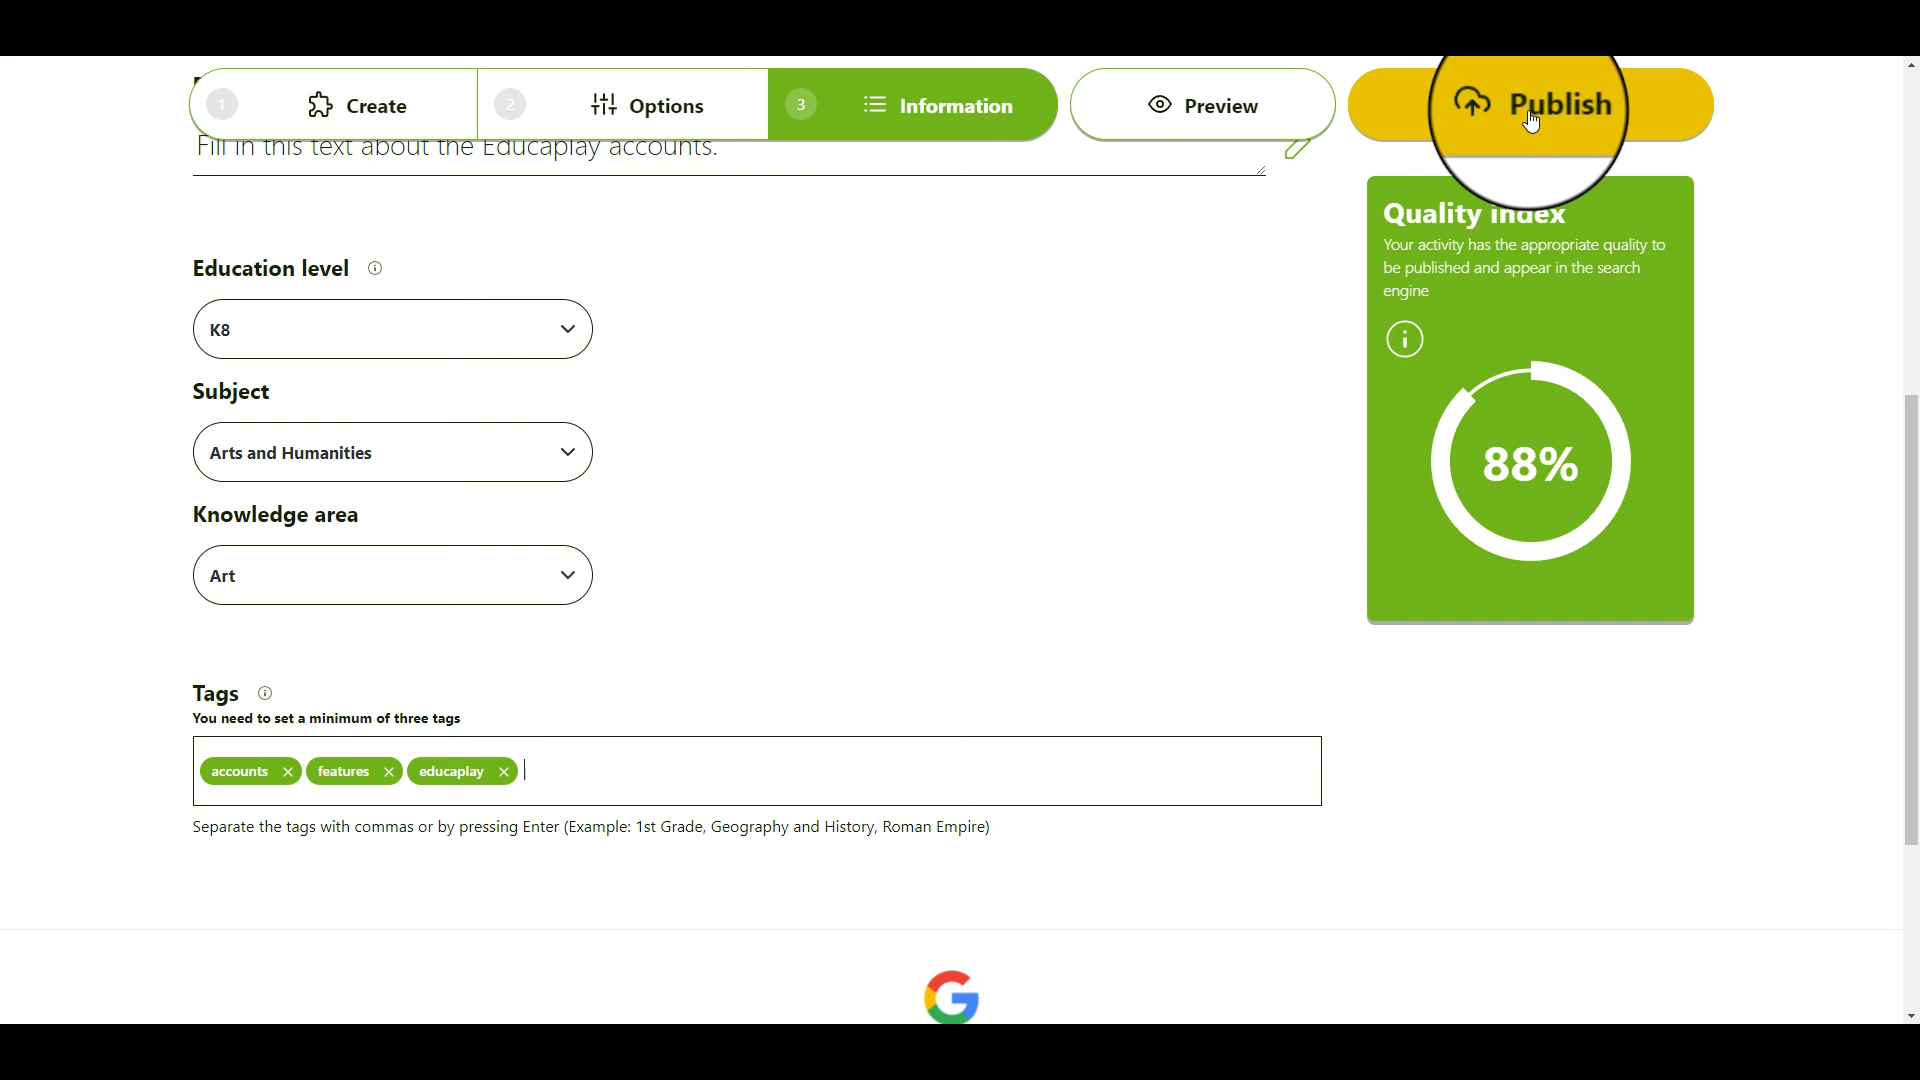 1 Create 2 Options 3 Information Preview Publish
Fill in this text about the Educaplay accounts.
Quality index
Your activity has the appropriate quality to
be published and appear in the search
engine
88%
Education level
K8
Subject
Arts and Humanities
Knowledge area
Art
Tags
You need to set a minimum of three tags
accounts × features × educaplay ×
Separate the tags with commas or by pressing Enter (Example: 1st Grade, Geography and History, Roman Empire)